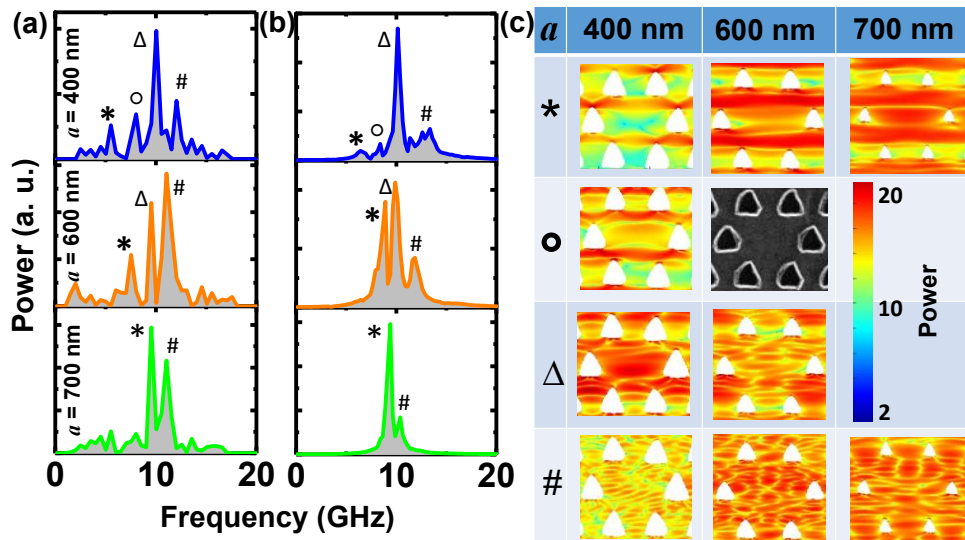 (a)
(b)
(c)
Power (a. u.)
a = 400 nm
* ○ Δ #
* ○ Δ #
a = 600 nm
* Δ #
* Δ #
a = 700 nm
* #
* #
0 10 20
0 10 20
Frequency (GHz)
a 400 nm 600 nm 700 nm
*
○
Δ
#
20
10
2
Power